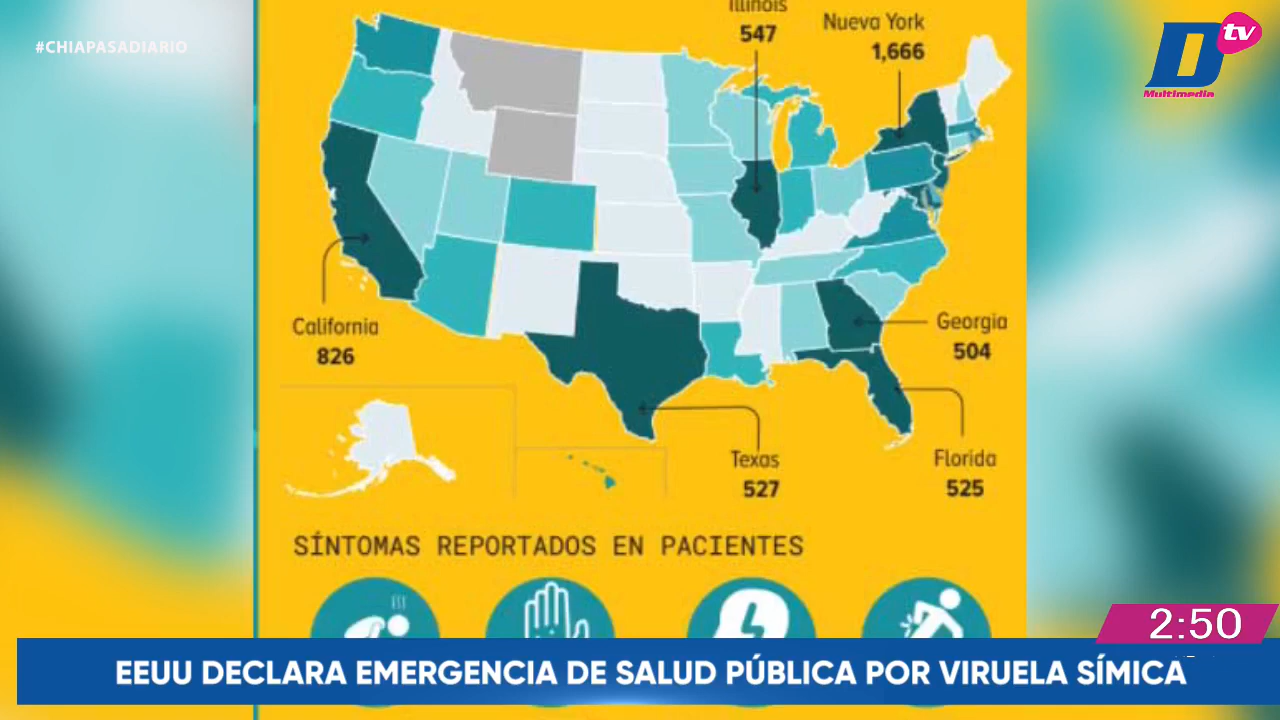 #CHIAPASADIARIO
Illinois
547
Nueva York
1,666
D tv
Multimedia
California
826
Georgia
504
Texas
527
Florida
525
SÍNTOMAS REPORTADOS EN PACIENTES
2:50
EEUU DECLARA EMERGENCIA DE SALUD PÚBLICA POR VIRUELA SÍMICA